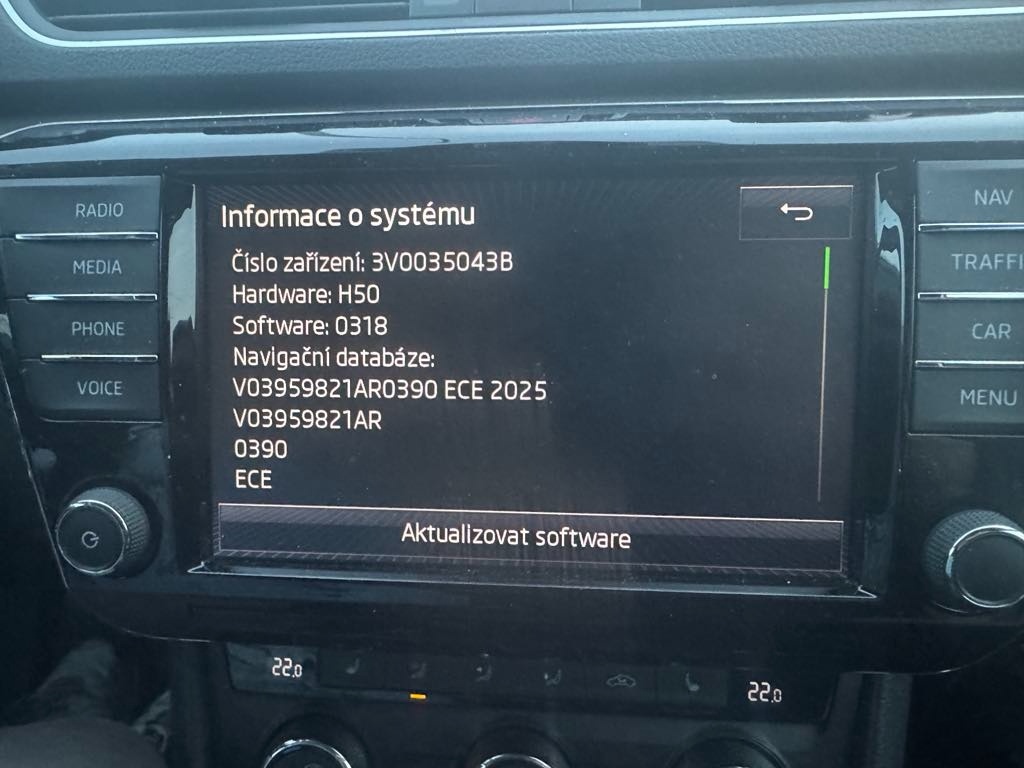 RADIO
MEDIA
PHONE
VOICE
Informace o systému
Číslo zařízení: 3V0035043B
Hardware: H50
Software: 0318
Navigační databáze:
V03959821AR0390 ECE 2025
V03959821AR
0390
ECE
Aktualizovat software
NAV
TRAFFI
CAR
MENU
22.0
22.0